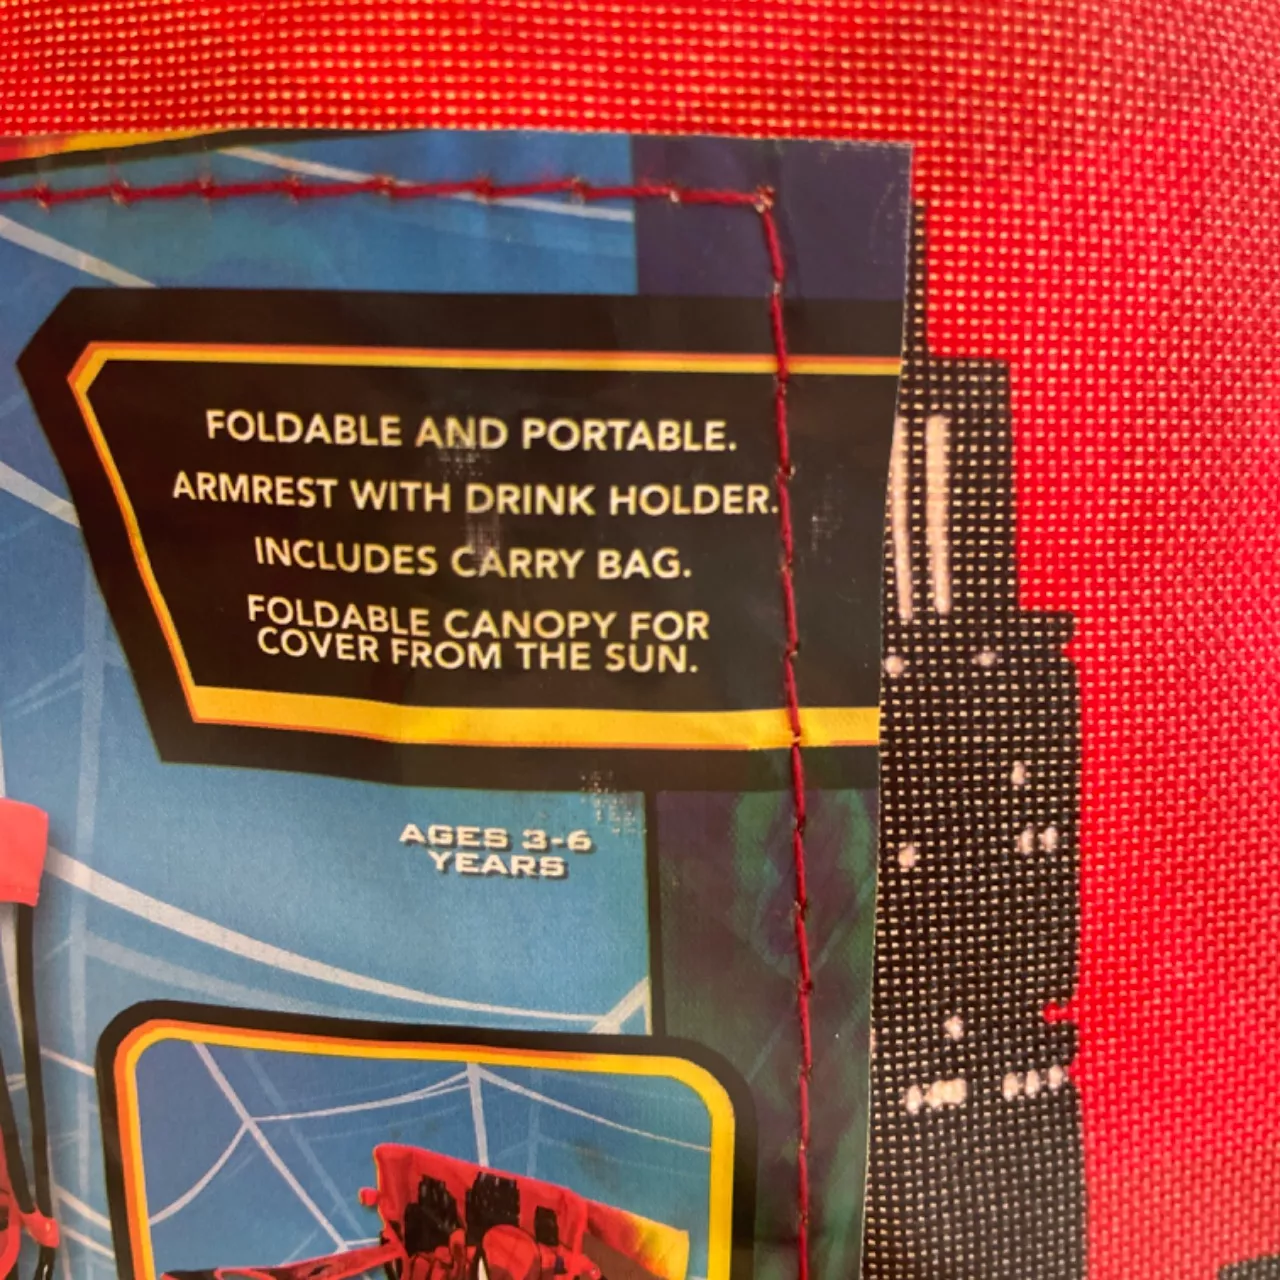 FOLDABLE AND PORTABLE.
ARMREST WITH DRINK HOLDER.
INCLUDES CARRY BAG.
FOLDABLE CANOPY FOR
COVER FROM THE SUN.
AGES 3-6
YEARS